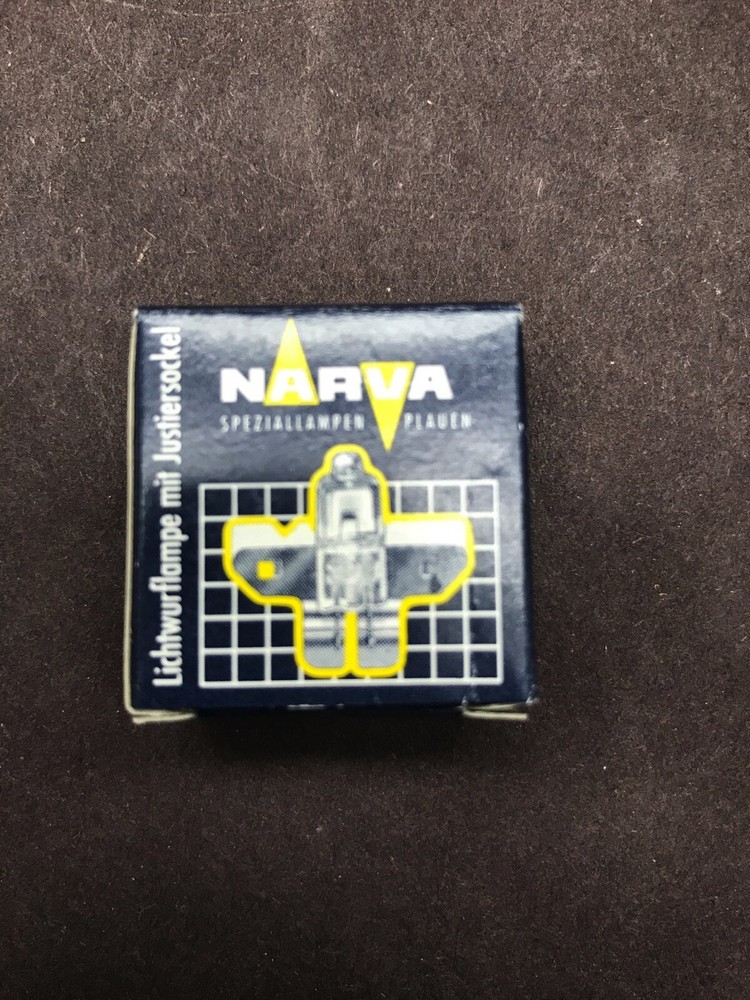 NARVA
SPEZIALLAMPEN PLAUEN
Lichtwurflampe mit Justiersockel